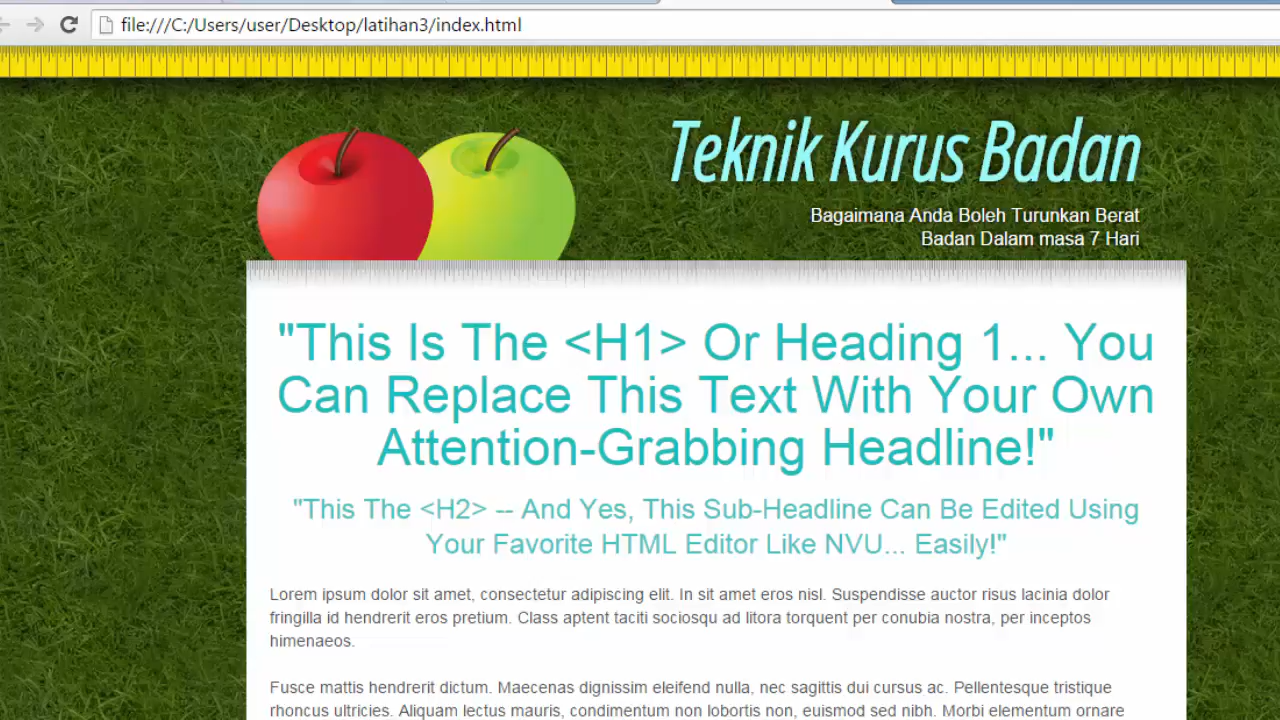 file:///C:/Users/user/Desktop/latihan3/index.html
Teknik Kurus Badan
Bagaimana Anda Boleh Turunkan Berat
Badan Dalam masa 7 Hari
"This Is The <H1> Or Heading 1... You
Can Replace This Text With Your Own
Attention-Grabbing Headline!"
"This The <H2> -- And Yes, This Sub-Headline Can Be Edited Using
Your Favorite HTML Editor Like NVU... Easily!"
Lorem ipsum dolor sit amet, consectetur adipiscing elit. In sit amet eros nisl. Suspendisse auctor risus lacinia dolor
fringilla id hendrerit eros pretium. Class aptent taciti sociosqu ad litora torquent per conubia nostra, per inceptos
himenaeos.
Fusce mattis hendrerit dictum. Maecenas dignissim eleifend nulla, nec sagittis dui cursus ac. Pellentesque tristique
rhoncus ultricies. Aliquam lectus mauris, condimentum non lobortis non, euismod sed nibh. Morbi elementum ornare